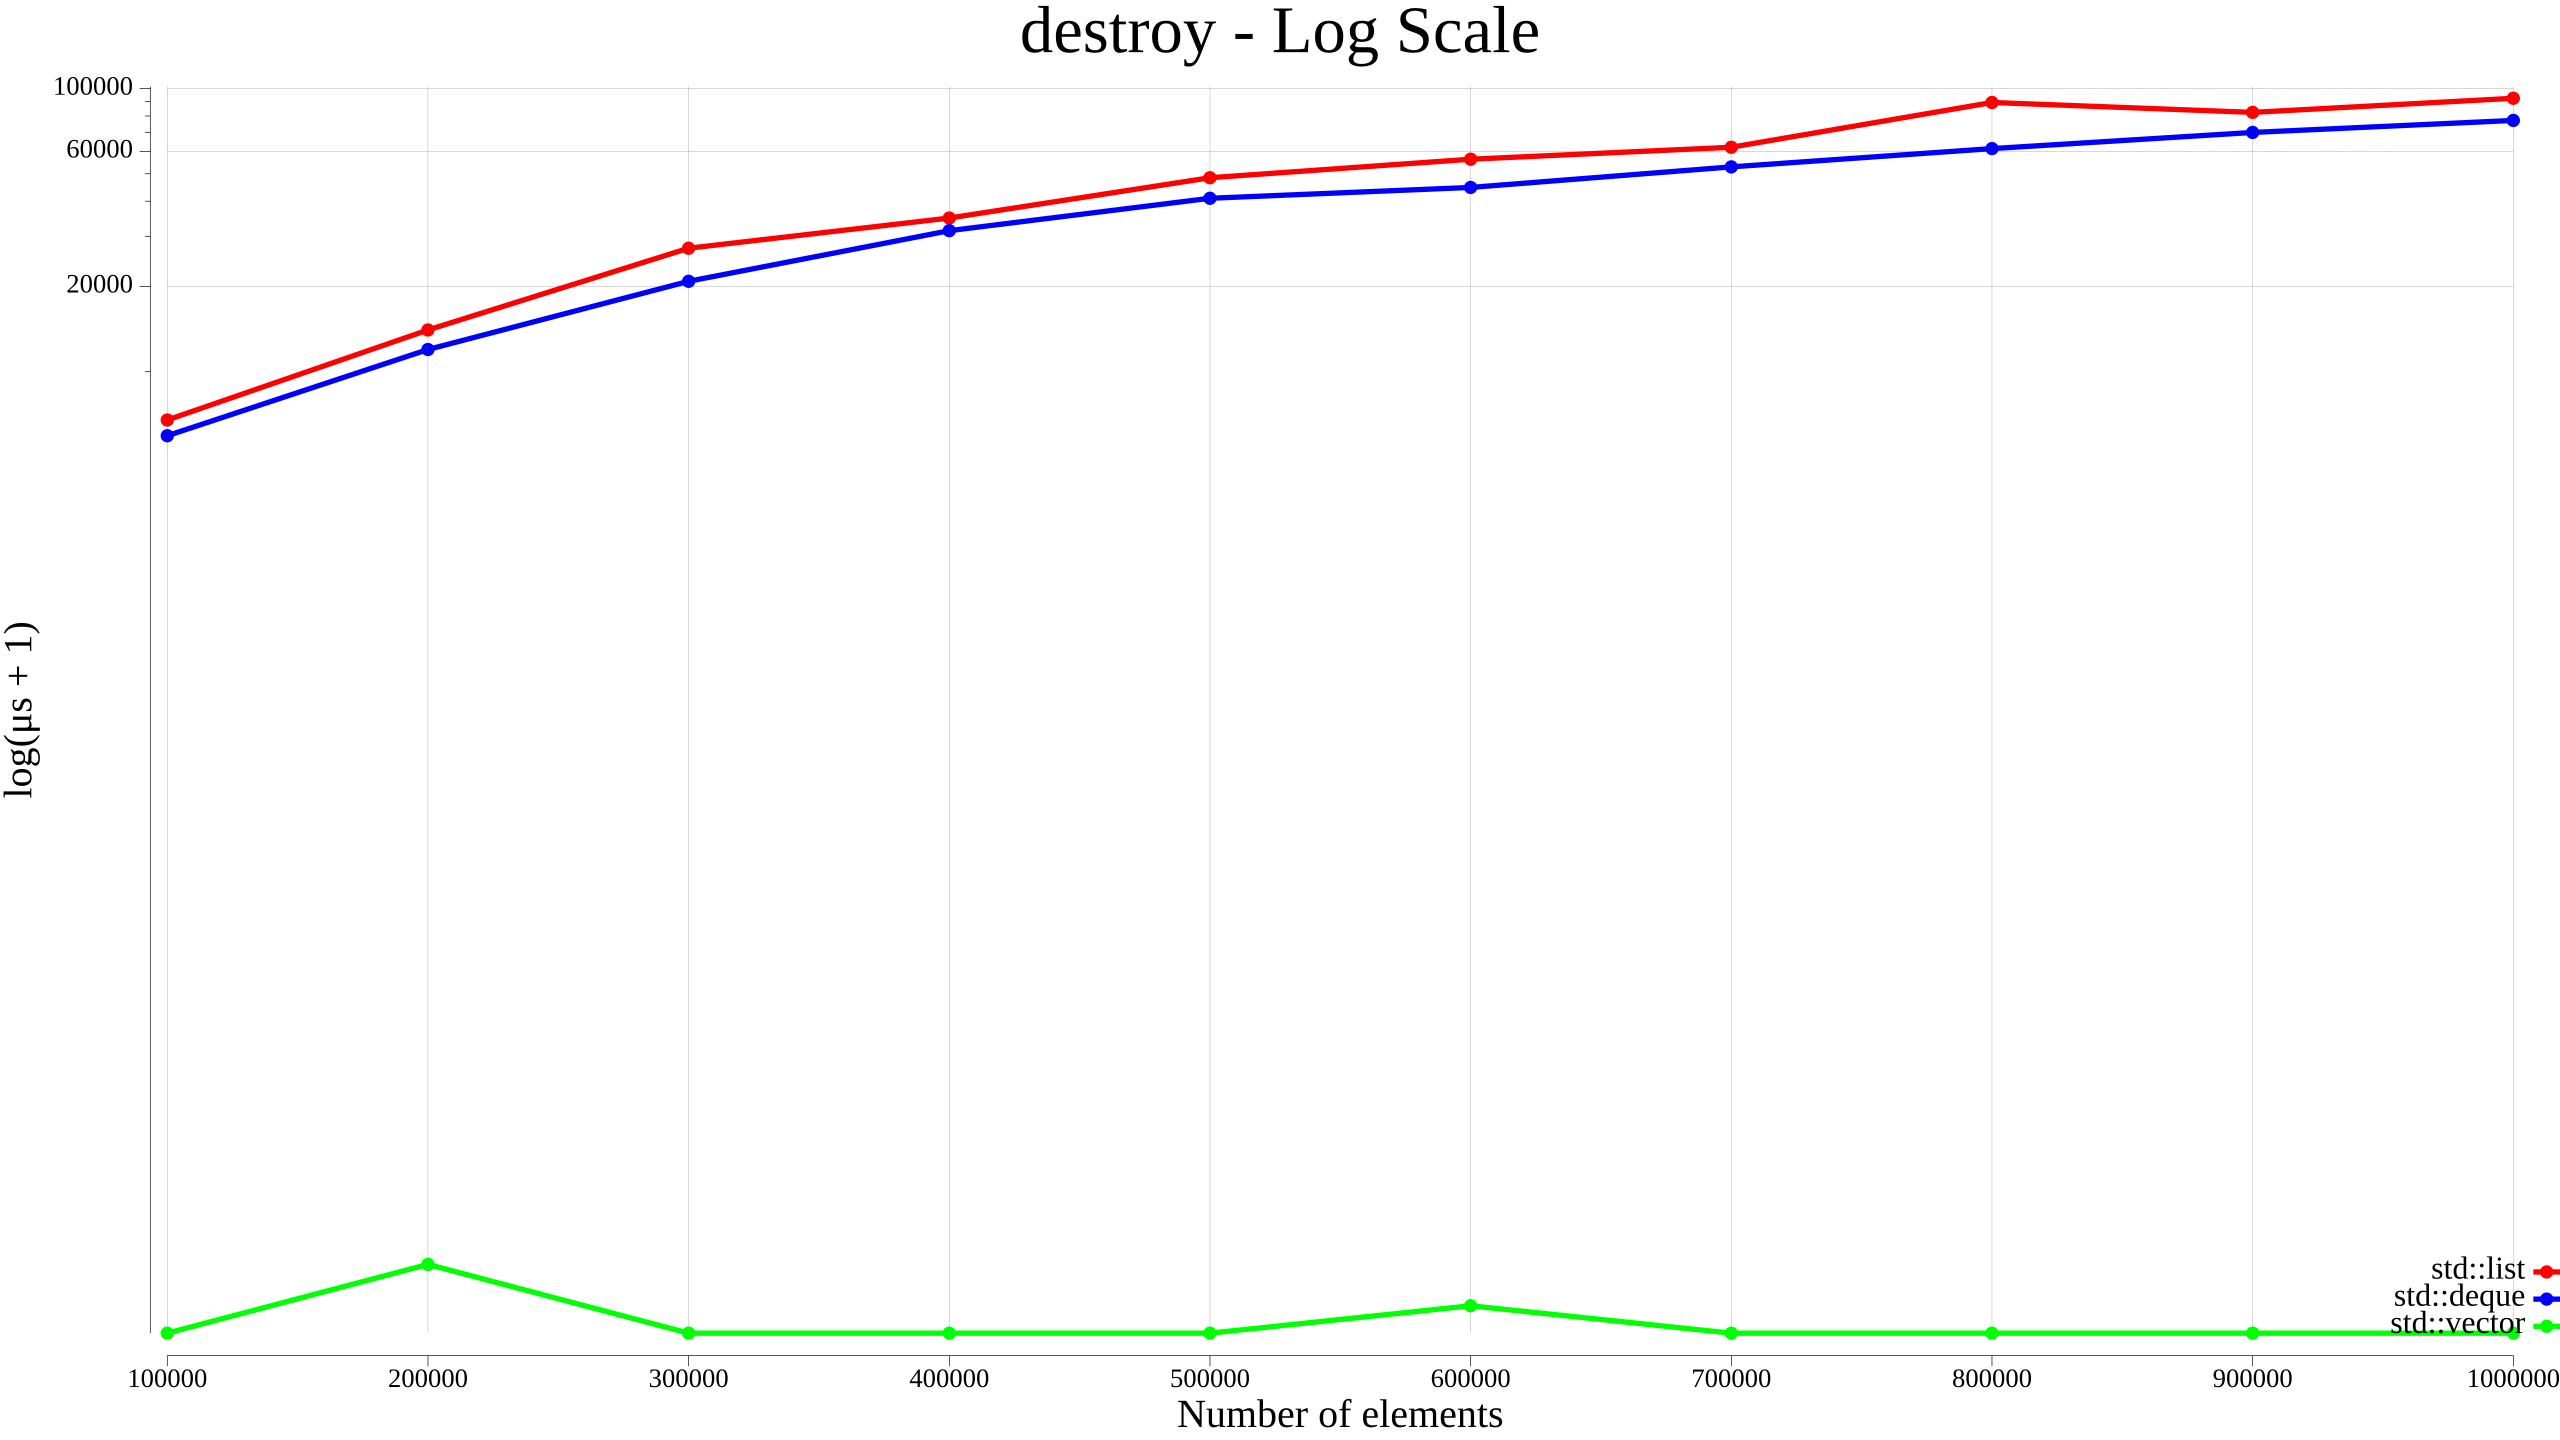 destroy - Log Scale
100000
60000
20000
log(μs + 1)
std::list
std::deque
std::vector
100000 200000 300000 400000 500000 600000 700000 800000 900000 1000000
Number of elements